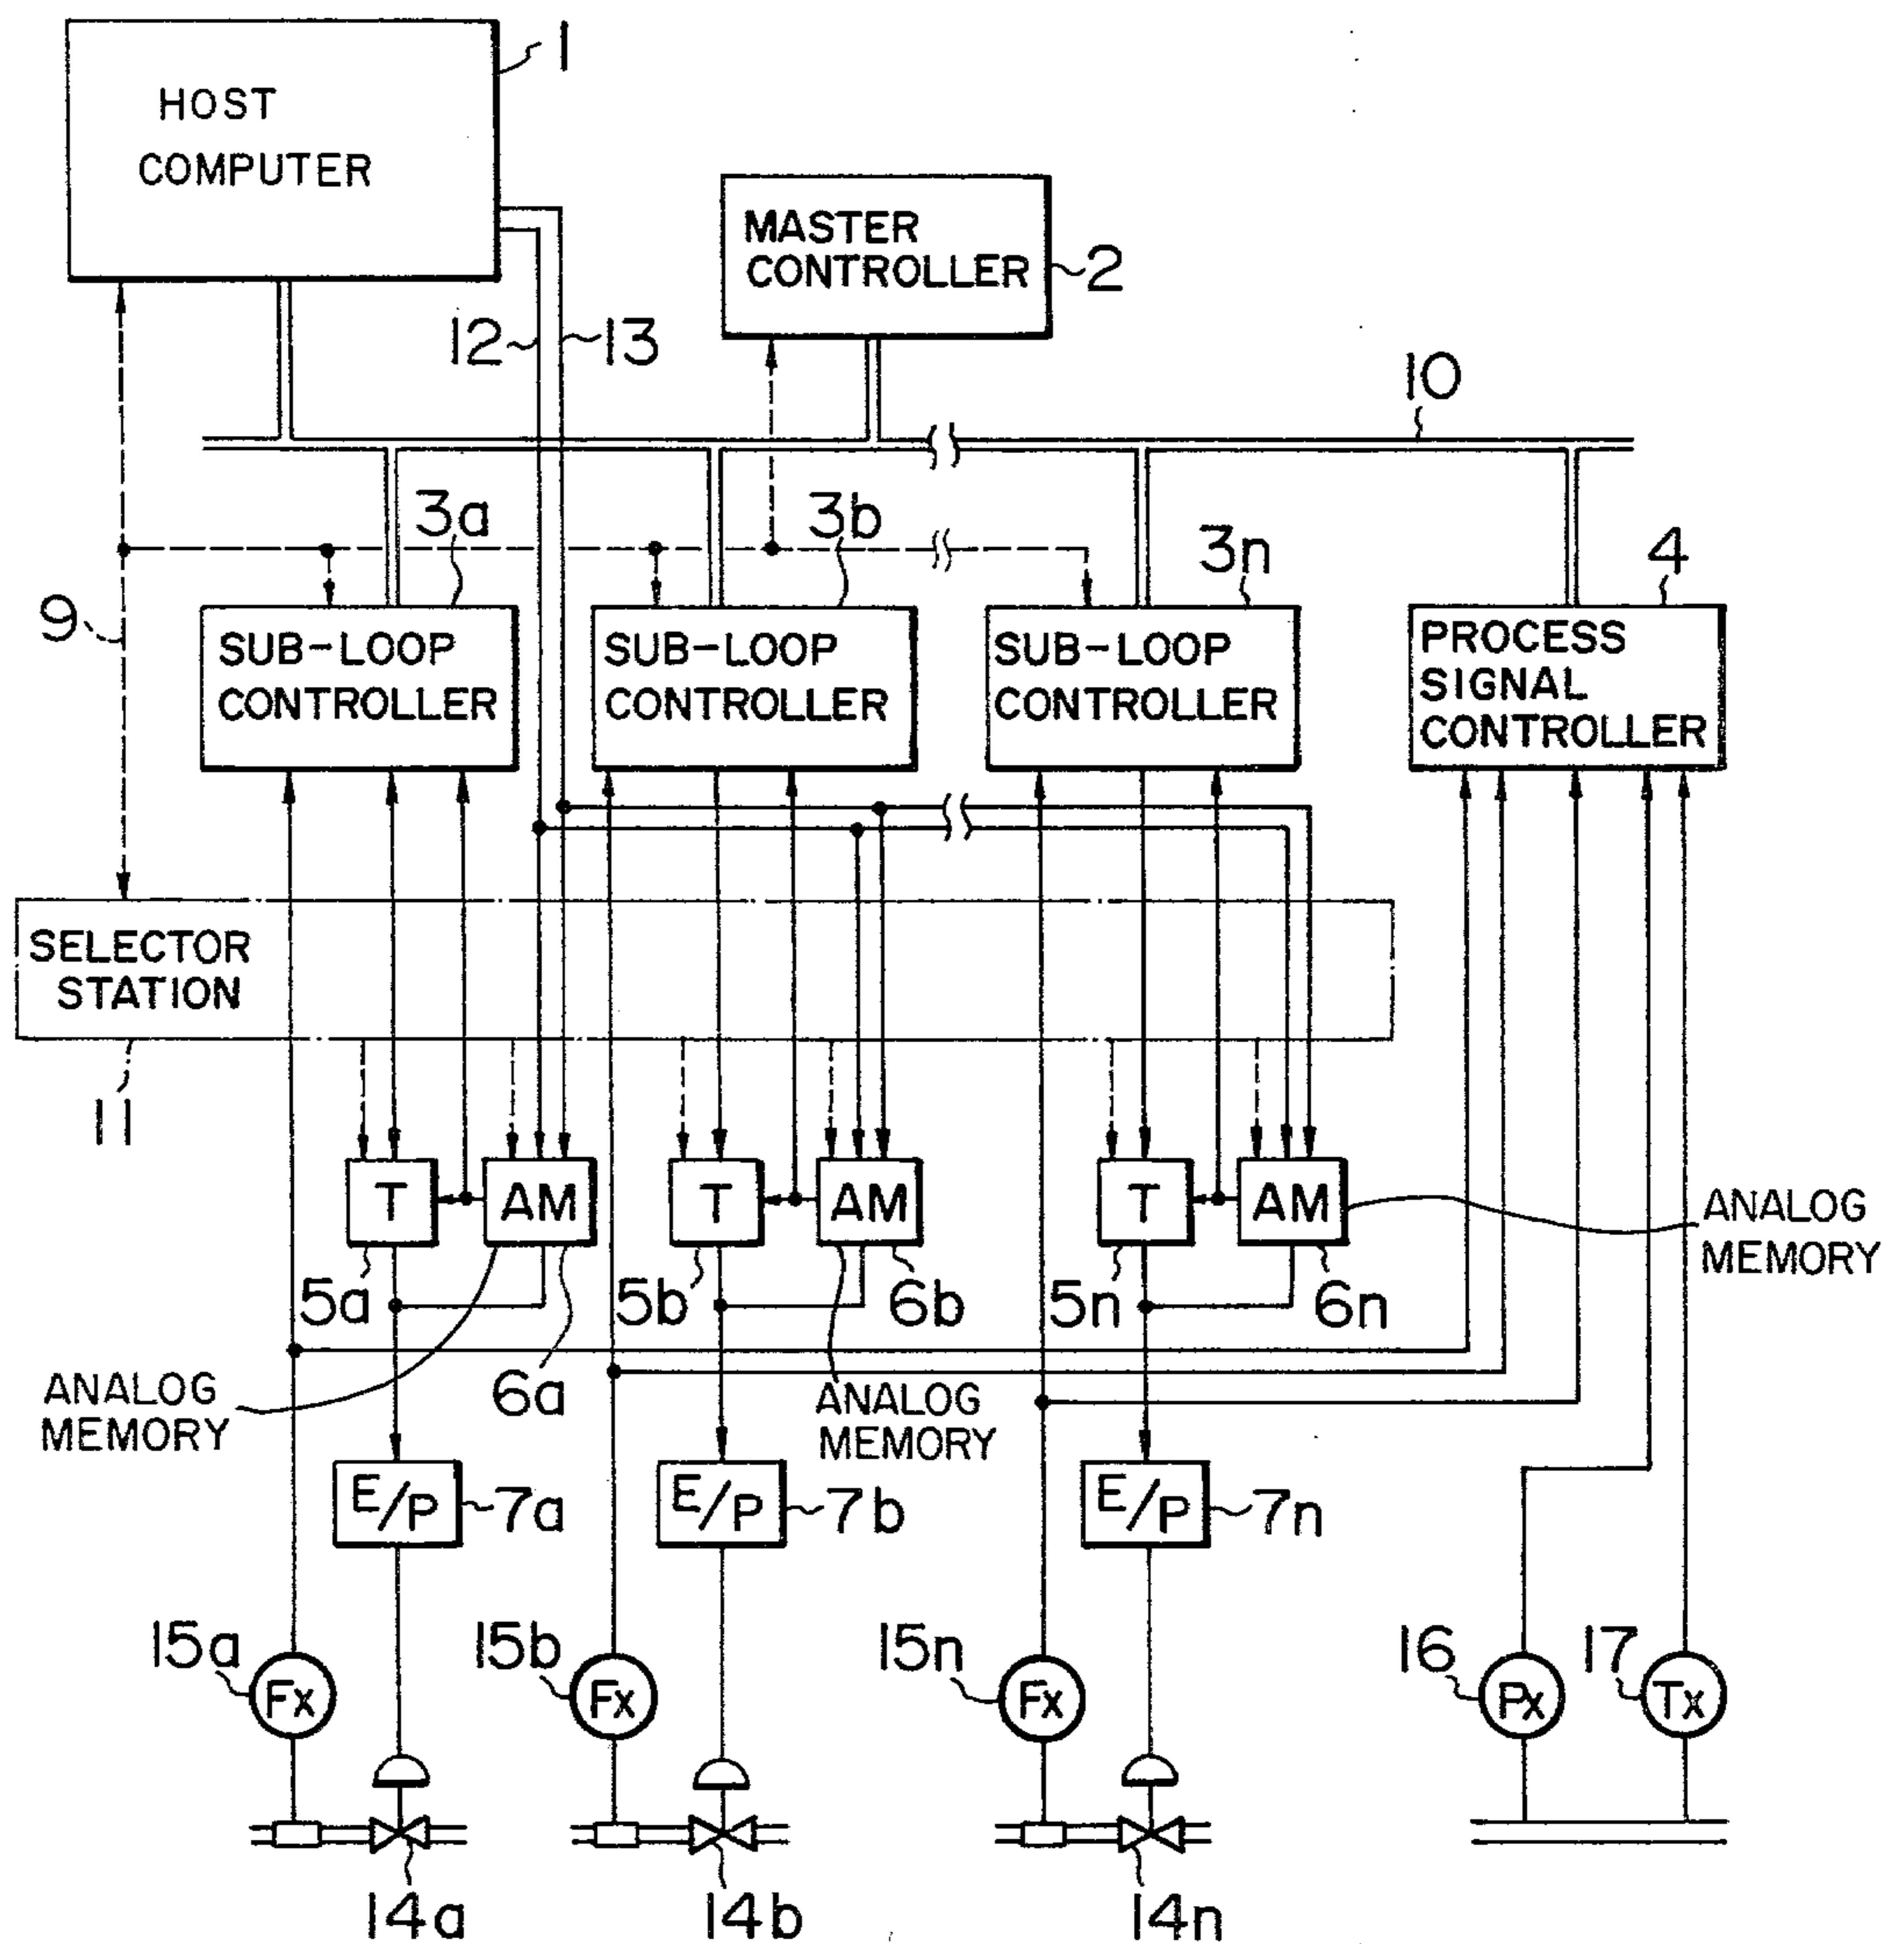 1
HOST
COMPUTER
MASTER
CONTROLLER
2
12
13
10
3a
3b
3n
4
9
SUB-LOOP
CONTROLLER
SUB-LOOP
CONTROLLER
SUB-LOOP
CONTROLLER
PROCESS
SIGNAL
CONTROLLER
SELECTOR
STATION
11
T
AM
T
AM
T
AM
ANALOG
MEMORY
5a
5b
6b
5n
6n
6a
ANALOG
MEMORY
ANALOG
MEMORY
E/P
7a
E/P
7b
E/P
7n
15a
15b
15n
16
17
Fx
Fx
Fx
Px
Tx
14a
14b
14n